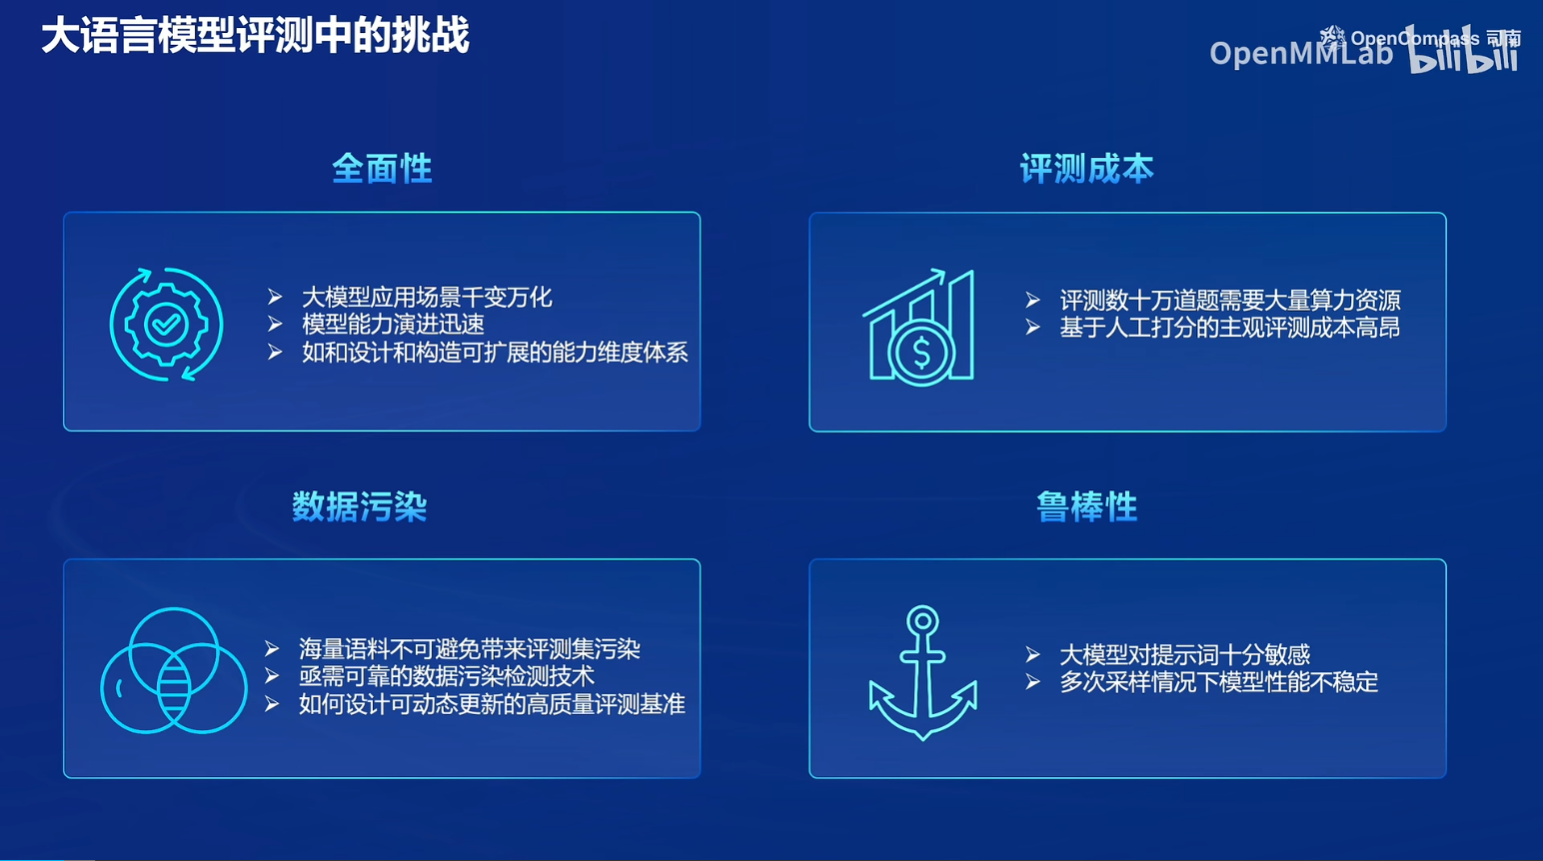 大语言模型评测中的挑战
OpenCompass 司南
OpenMMLab bilibili
全面性
大模型应用场景千变万化
模型能力演进迅速
如和设计和构造可扩展的能力维度体系
评测成本
$
评测数十万道题需要大量算力资源
基于人工打分的主观评测成本高昂
数据污染
海量语料不可避免带来评测集污染
亟需可靠的数据污染检测技术
如何设计可动态更新的高质量评测基准
鲁棒性
大模型对提示词十分敏感
多次采样情况下模型性能不稳定